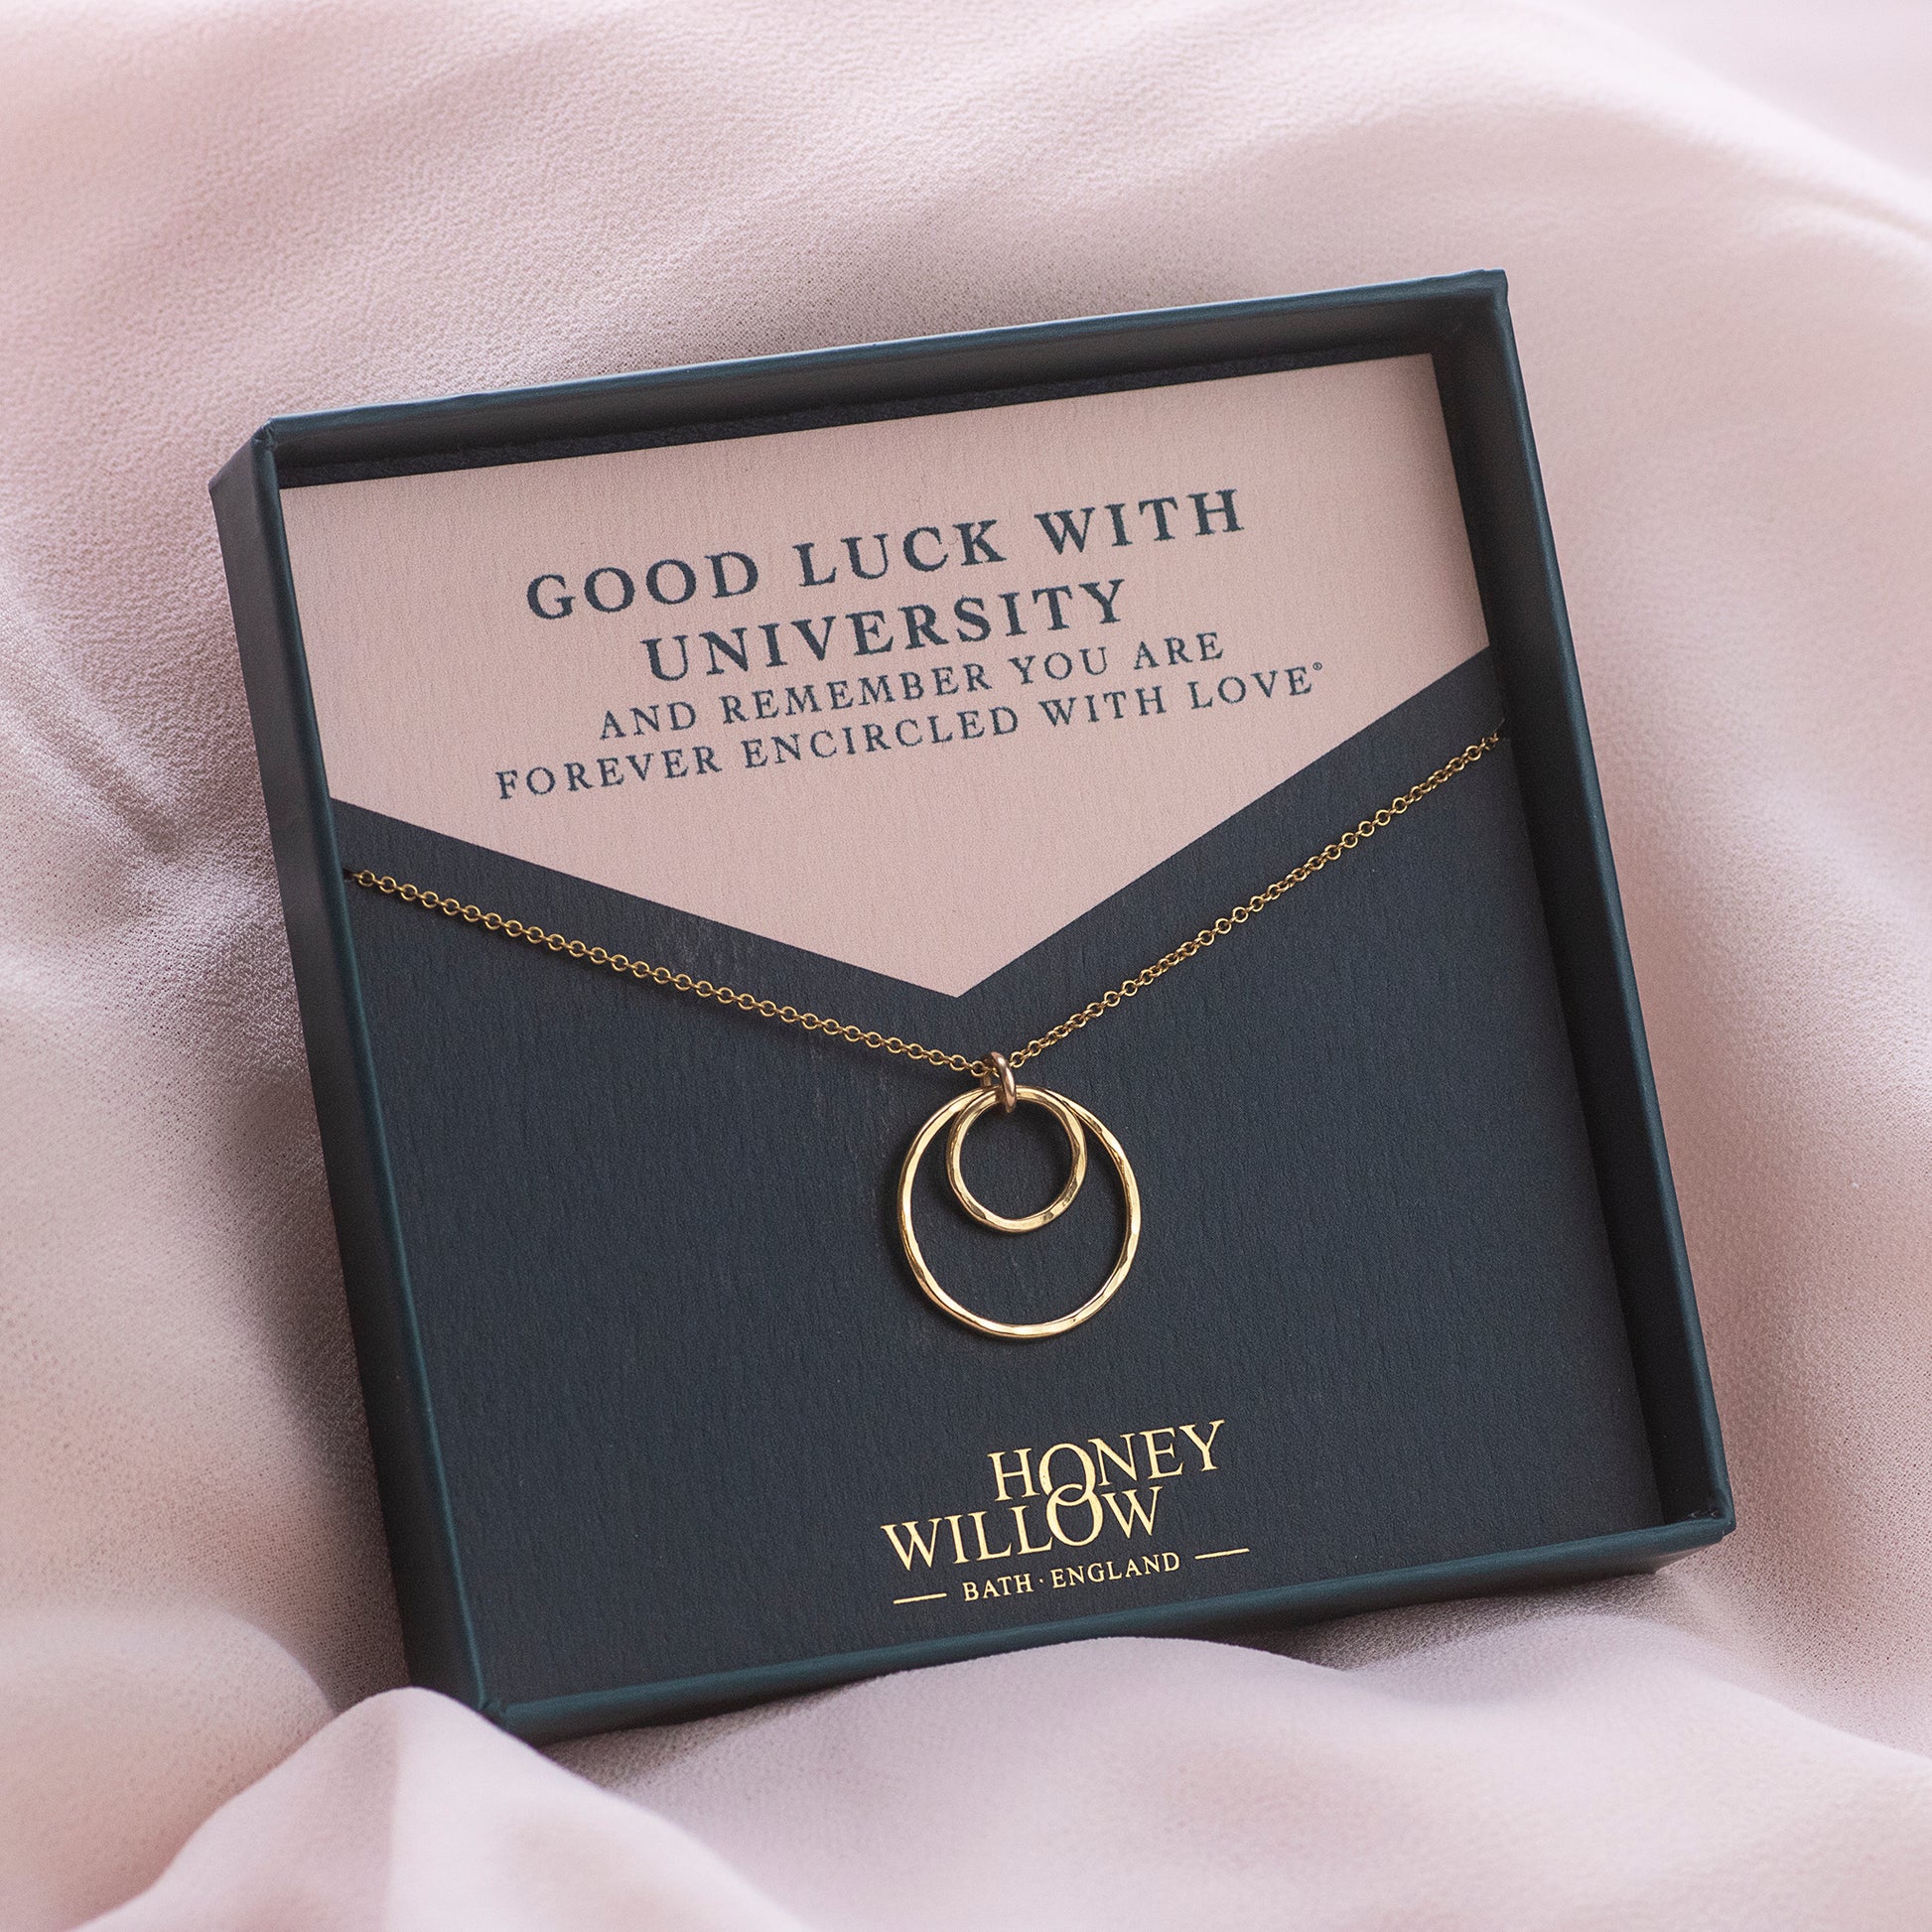 GOOD LUCK WITH
UNIVERSITY
AND REMEMBER YOU ARE
FOREVER ENCIRCLED WITH LOVE®
HONEY
WILLOW
BATH · ENGLAND